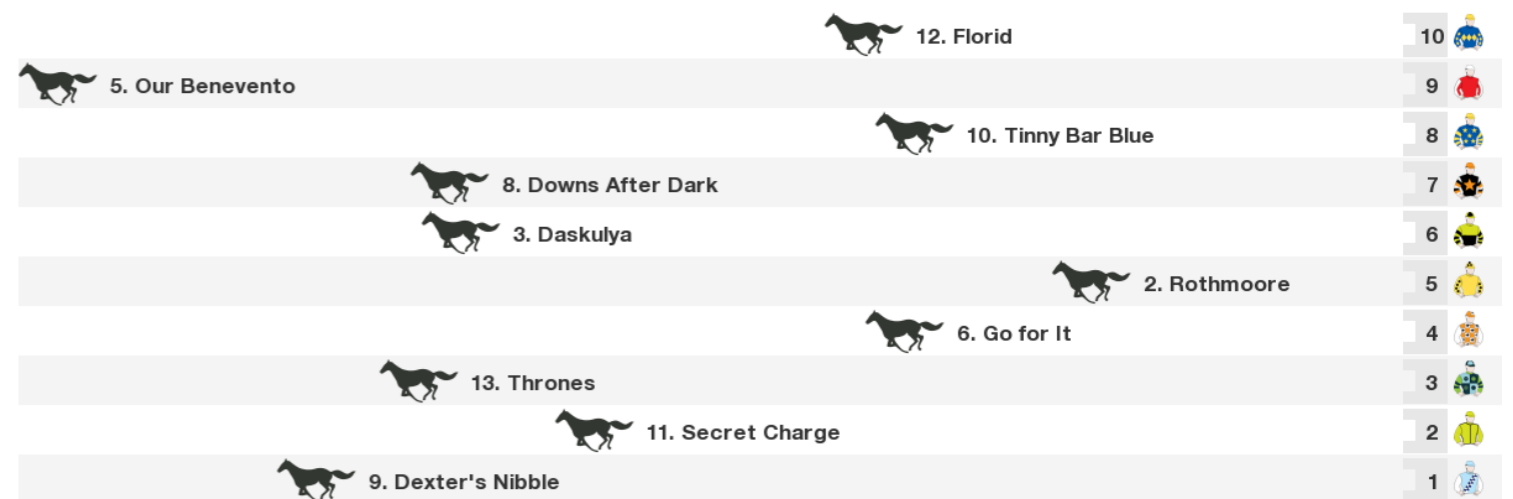 12. Florid 10
5. Our Benevento 9
10. Tinny Bar Blue 8
8. Downs After Dark 7
3. Daskulya 6
2. Rothmoore 5
6. Go for It 4
13. Thrones 3
11. Secret Charge 2
9. Dexter's Nibble 1